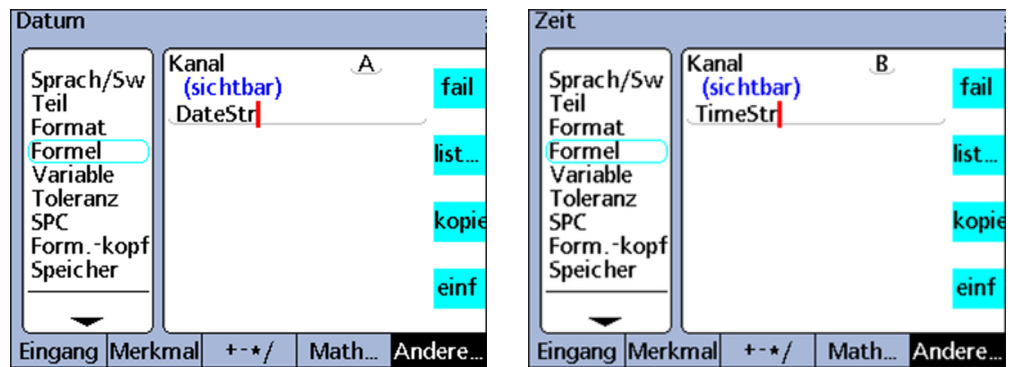 Datum
Sprach/Sw
Teil
Format
Formel
Variable
Toleranz
SPC
Form.-kopf
Speicher
Kanal A
(sichtbar)
DateStr
fail
list...
kopie
einf
Eingang Merkmal +-*/ Math... Andere...
Zeit
Sprach/Sw
Teil
Format
Formel
Variable
Toleranz
SPC
Form.-kopf
Speicher
Kanal B
(sichtbar)
TimeStr
fail
list...
kopie
einf
Eingang Merkmal +-*/ Math... Andere...